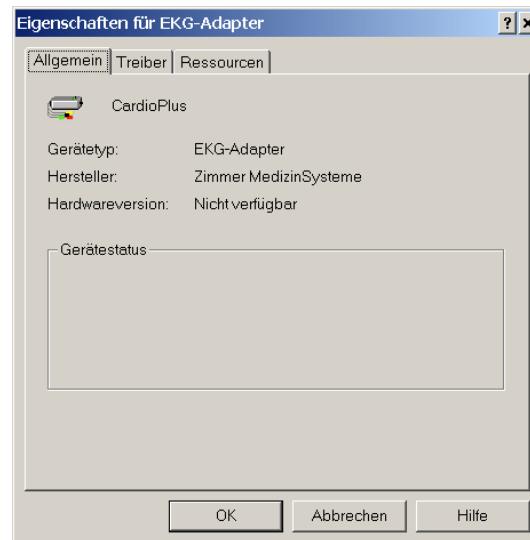 Eigenschaften für EKG-Adapter
Allgemein Treiber Ressourcen
CardioPlus
Gerätetyp: EKG-Adapter
Hersteller: Zimmer MedizinSysteme
Hardwareversion: Nicht verfügbar
Gerätestatus
OK Abbrechen Hilfe